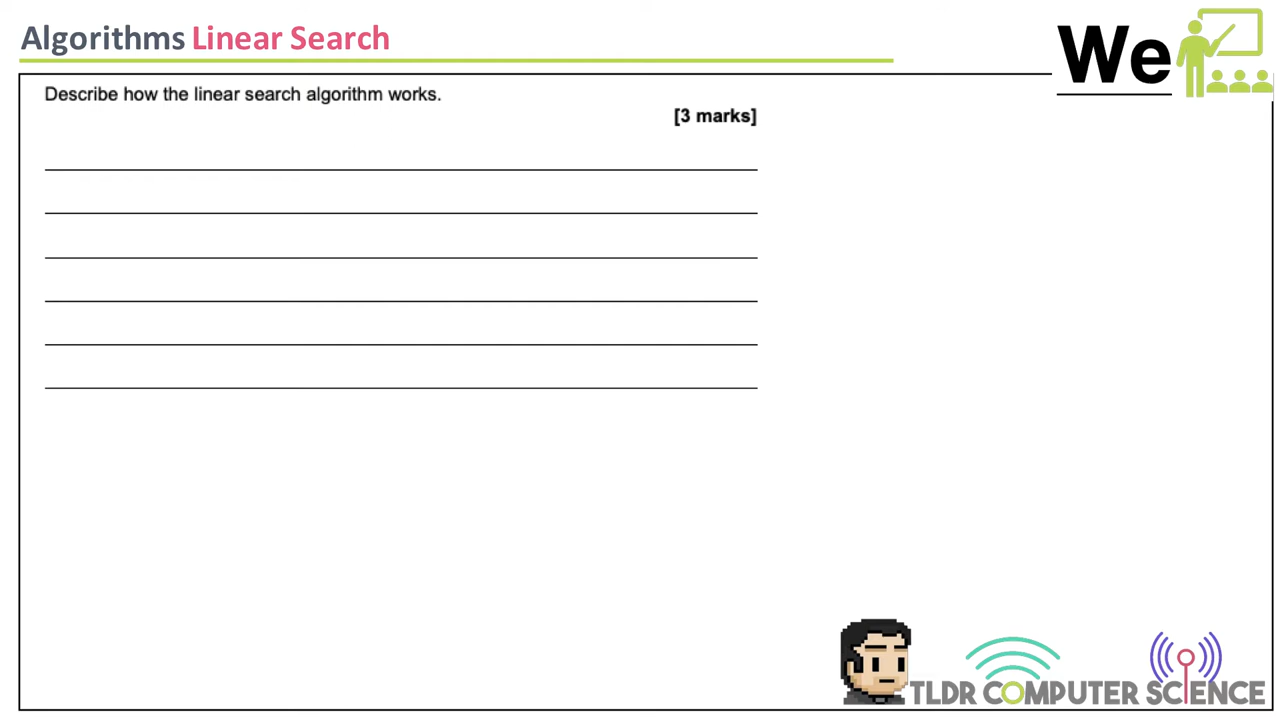 Algorithms Linear Search
We
Describe how the linear search algorithm works.
[3 marks]
TLDR COMPUTER SCIENCE